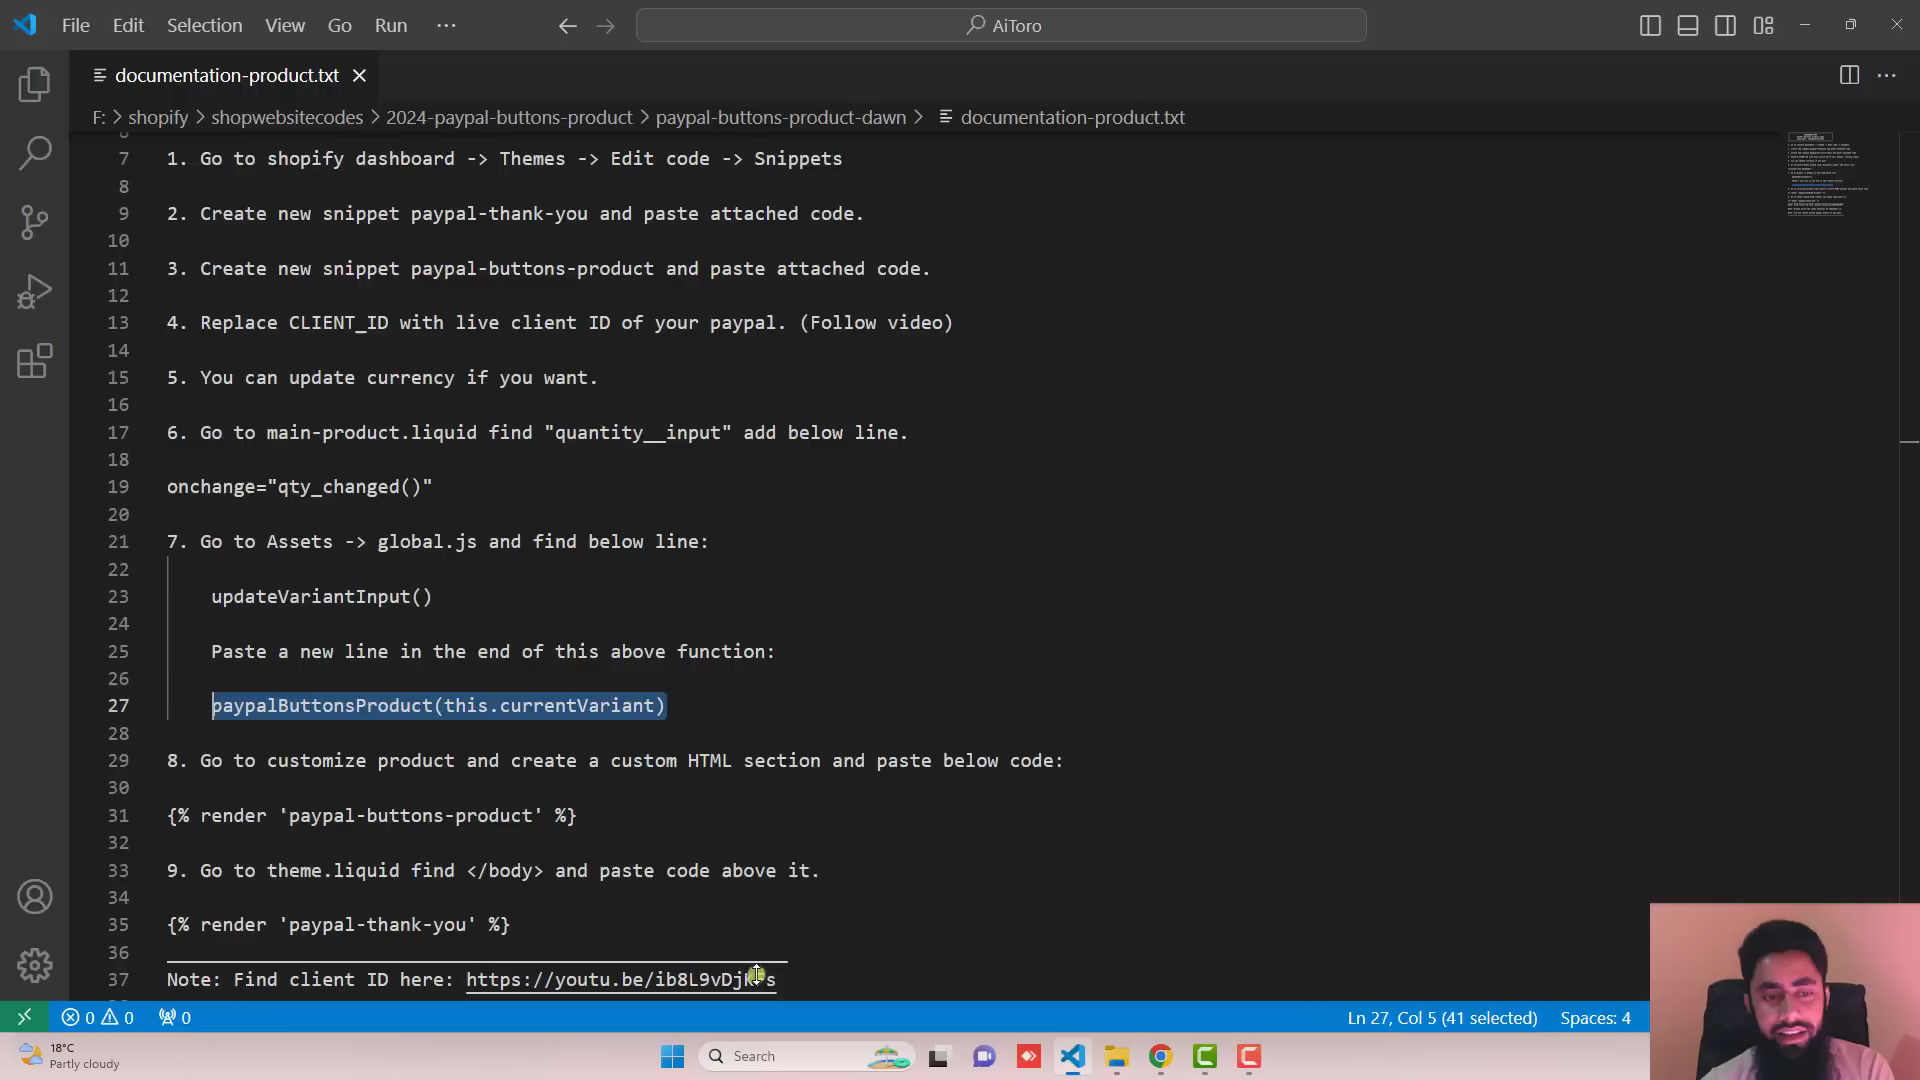 File Edit Selection View Go Run ···
AiToro
documentation-product.txt
F: > shopify > shopwebsitecodes > 2024-paypal-buttons-product > paypal-buttons-product-dawn > documentation-product.txt
7 1. Go to shopify dashboard -> Themes -> Edit code -> Snippets
8
9 2. Create new snippet paypal-thank-you and paste attached code.
10
11 3. Create new snippet paypal-buttons-product and paste attached code.
12
13 4. Replace CLIENT_ID with live client ID of your paypal. (Follow video)
14
15 5. You can update currency if you want.
16
17 6. Go to main-product.liquid find "quantity__input" add below line.
18
19 onchange="qty_changed()"
20
21 7. Go to Assets -> global.js and find below line:
22
23 updateVariantInput()
24
25 Paste a new line in the end of this above function:
26
27 paypalButtonsProduct(this.currentVariant)
28
29 8. Go to customize product and create a custom HTML section and paste below code:
30
31 {% render 'paypal-buttons-product' %}
32
33 9. Go to theme.liquid find </body> and paste code above it.
34
35 {% render 'paypal-thank-you' %}
36
37 Note: Find client ID here:
0 0 0
Ln 27, Col 5 (41 selected) Spaces: 4
18°C
Partly cloudy
Search